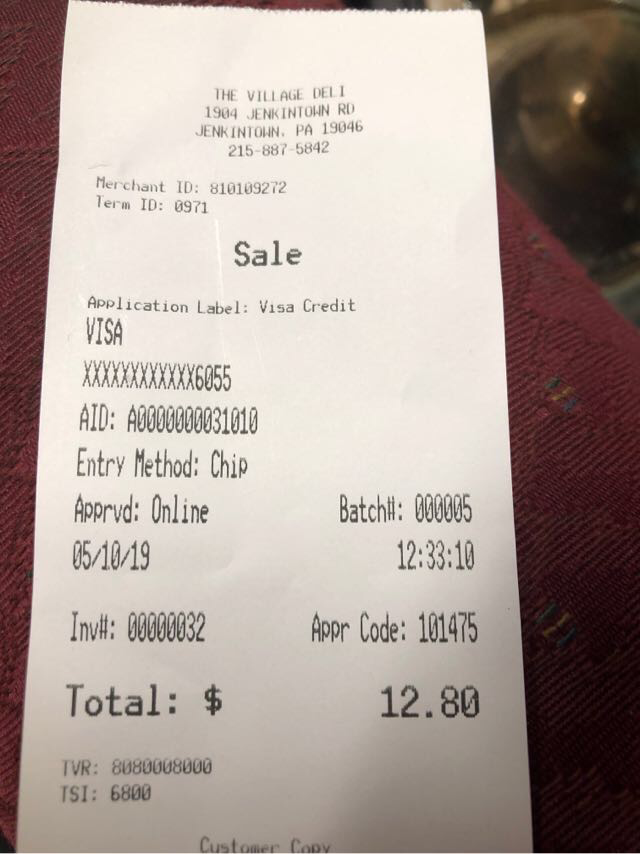 THE VILLAGE DELI
1904 JENKINTOWN RD
JENKINTOWN, PA 19046
215-887-5842
Merchant ID: 810109272
Term ID: 0971
Sale
Application Label: Visa Credit
VISA
XXXXXXXXXXXX6055
AID: A0000000031010
Entry Method: Chip
Apprvd: Online Batch#: 000005
05/10/19 12:33:10
Inv#: 00000032 Appr Code: 101475
Total: $ 12.80
TVR: 8080008000
TSI: 6800
Customer Copy